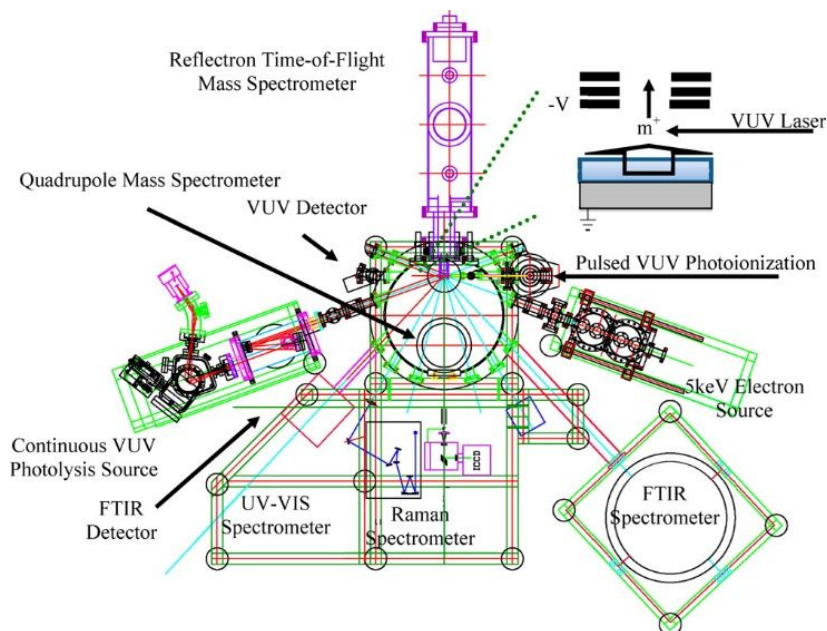 Reflectron Time-of-Flight
Mass Spectrometer
-V
m+
VUV Laser
Quadrupole Mass Spectrometer
VUV Detector
Pulsed VUV Photoionization
5keV Electron
Source
Continuous VUV
Photolysis Source
FTIR
Detector
UV-VIS
Spectrometer
Raman
Spectrometer
ICCD
FTIR
Spectrometer